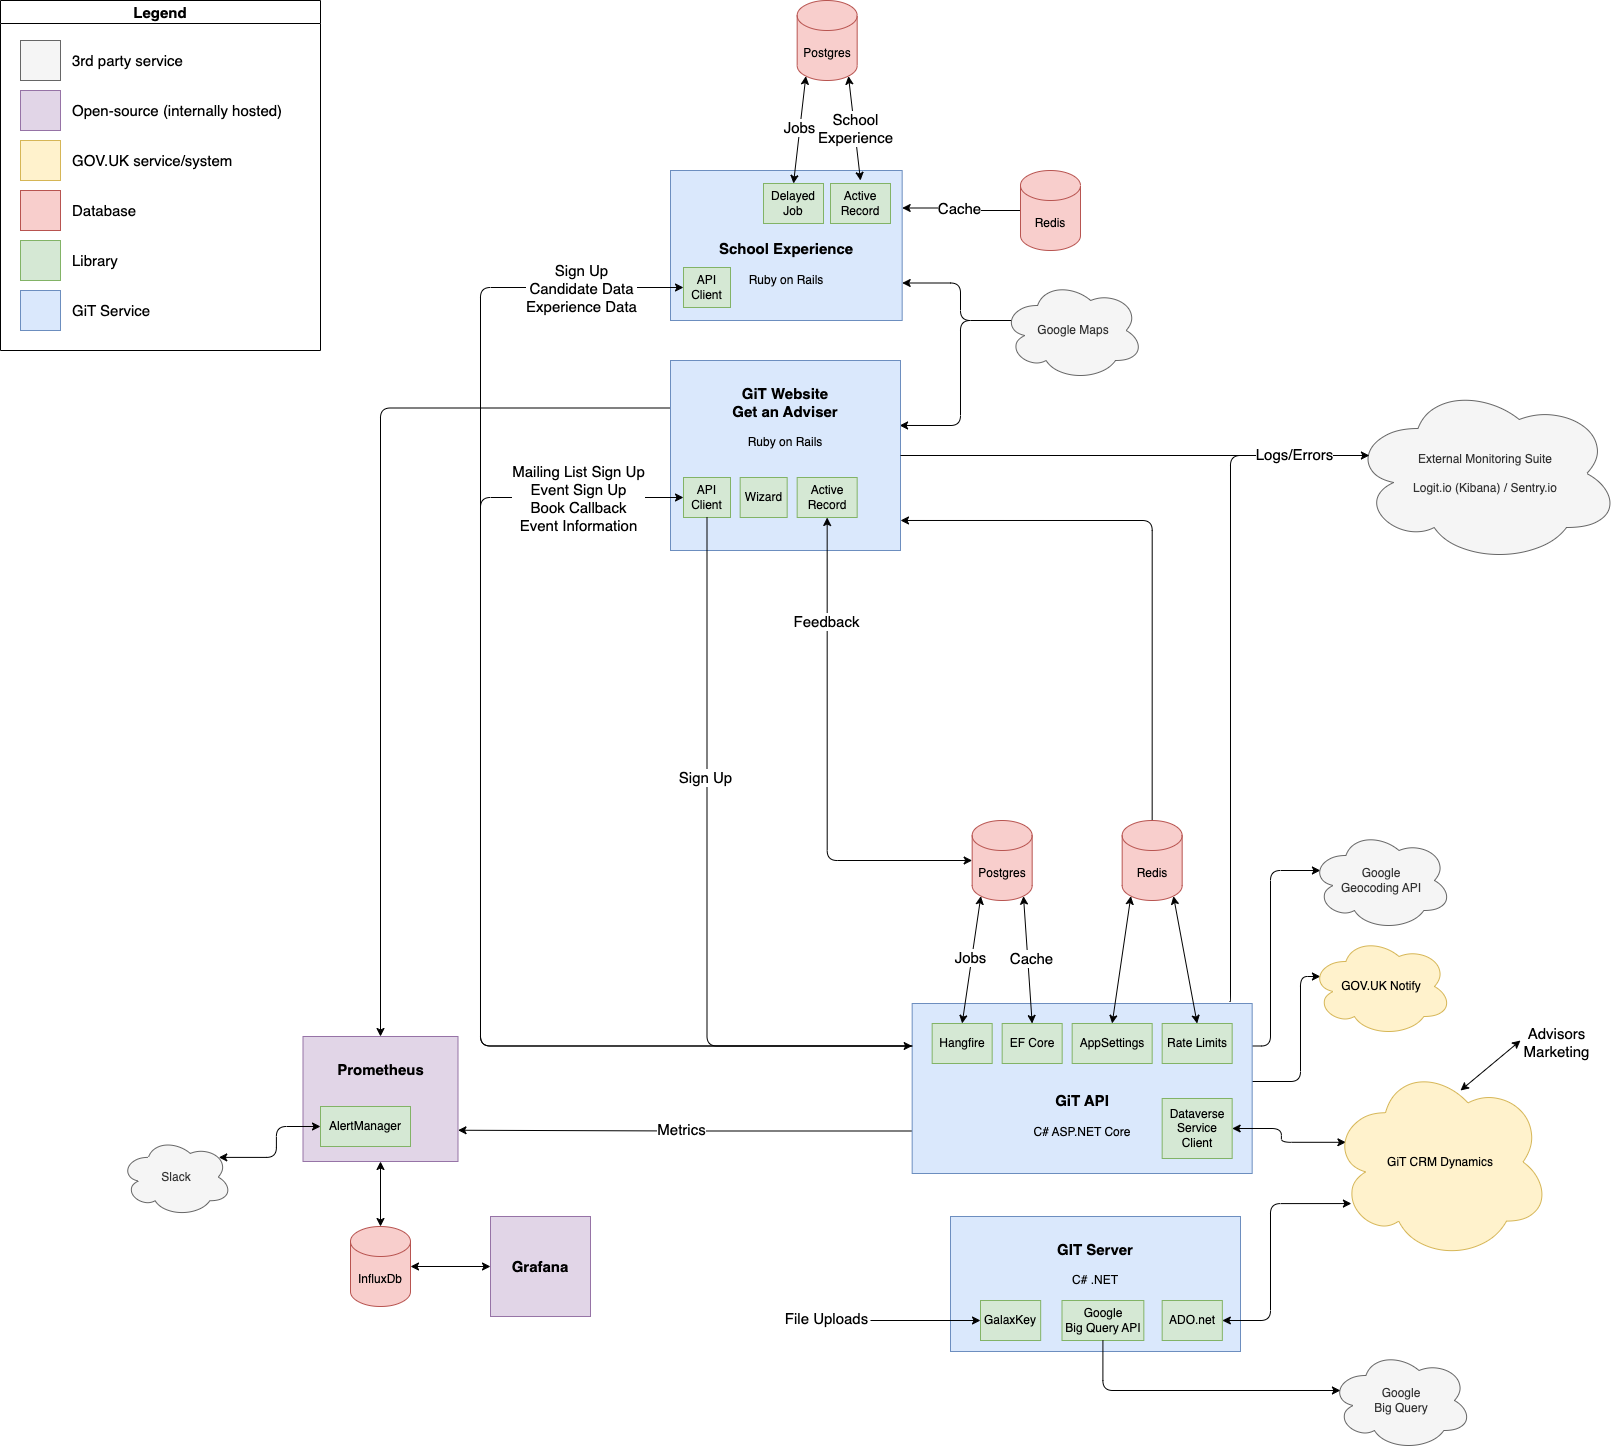 Legend
3rd party service
Open-source (internally hosted)
GOV.UK service/system
Database
Library
GiT Service
Postgres
Jobs
School
Experience
Delayed
Job
Active
Record
School Experience
Ruby on Rails
API
Client
Cache
Redis
Sign Up
Candidate Data
Experience Data
Google Maps
GiT Website
Get an Adviser
Ruby on Rails
Mailing List Sign Up
Event Sign Up
Book Callback
Event Information
API
Client
Wizard
Active
Record
Logs/Errors
External Monitoring Suite
Logit.io (Kibana) / Sentry.io
Feedback
Sign Up
Postgres
Redis
Google
Geocoding API
Jobs
Cache
GOV.UK Notify
Hangfire
EF Core
AppSettings
Rate Limits
GiT API
C# ASP.NET Core
Dataverse
Service
Client
Advisors
Marketing
GiT CRM Dynamics
Prometheus
AlertManager
Metrics
Slack
InfluxDb
Grafana
GIT Server
C# .NET
File Uploads
GalaxKey
Google
Big Query API
ADO.net
Google
Big Query